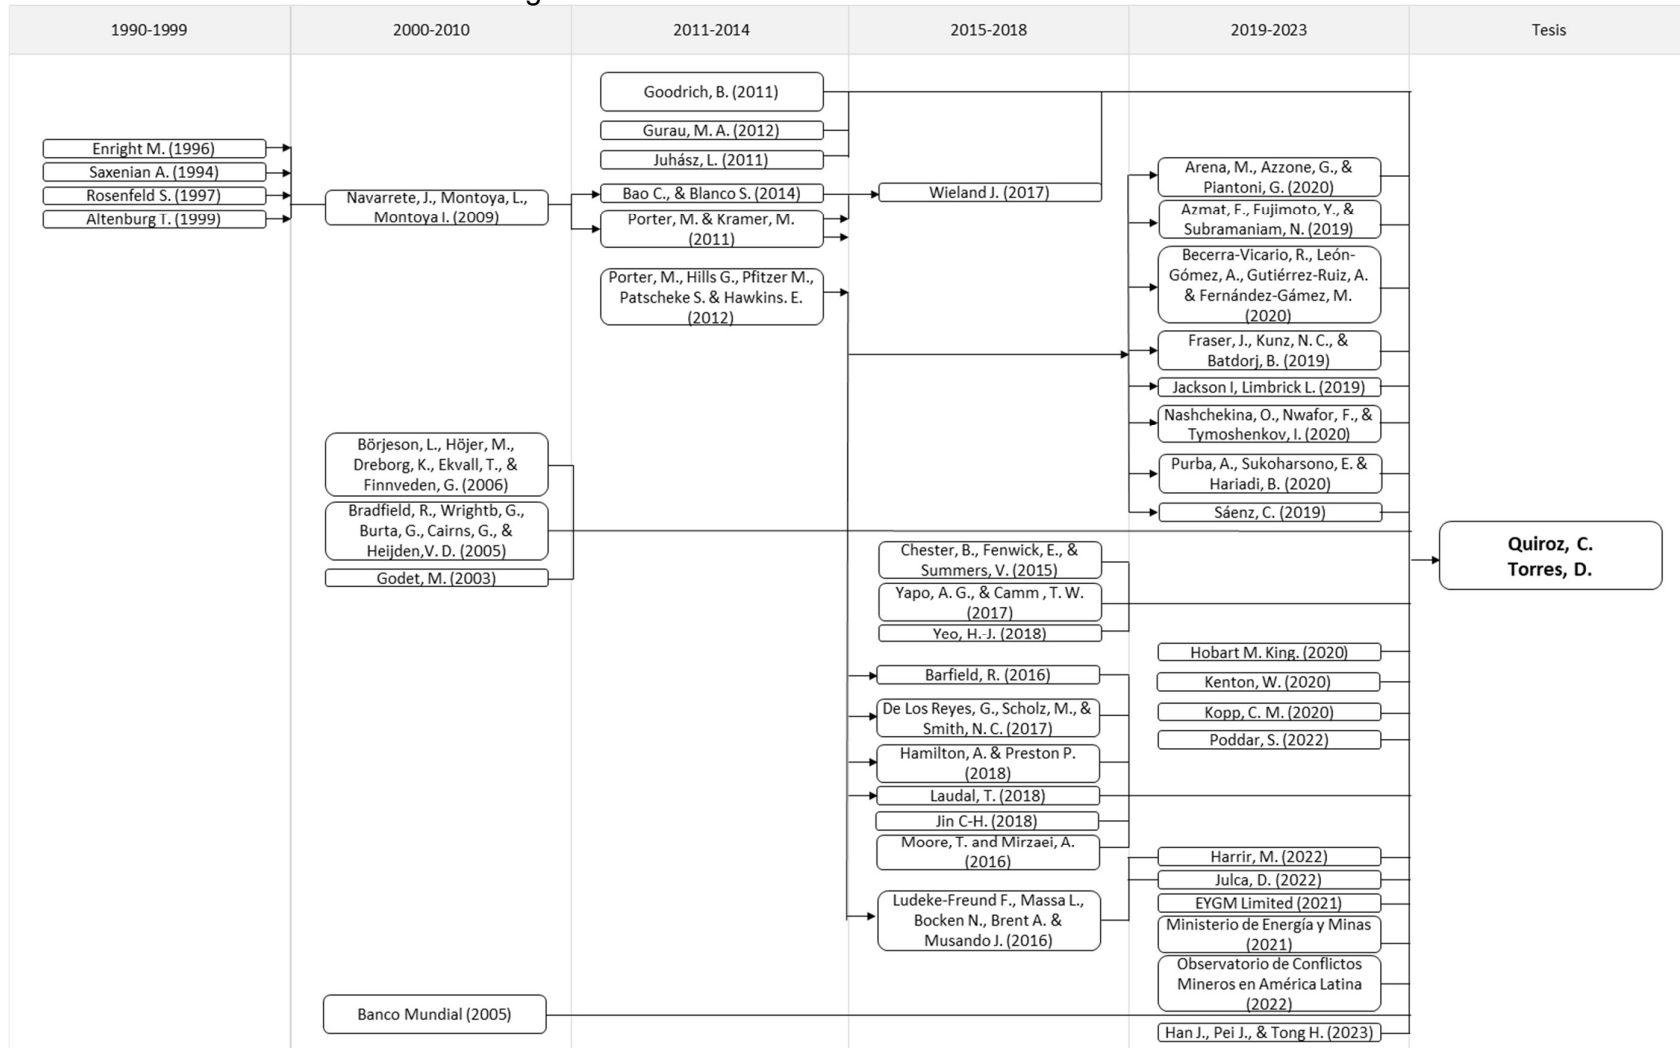 1990-1999
2000-2010
2011-2014
2015-2018
2019-2023
Tesis
Enright M. (1996)
Saxenian A. (1994)
Rosenfeld S. (1997)
Altenburg T. (1999)
Navarrete, J., Montoya, L.,
Montoya I. (2009)
Börjeson, L., Höjer, M.,
Dreborg, K., Ekvall, T., &
Finnveden, G. (2006)
Bradfield, R., Wrightb, G.,
Burta, G., Cairns, G., &
Heijden,V. D. (2005)
Godet, M. (2003)
Banco Mundial (2005)
Goodrich, B. (2011)
Gurau, M. A. (2012)
Juhász, L. (2011)
Bao C., & Blanco S. (2014)
Porter, M. & Kramer, M.
(2011)
Porter, M., Hills G., Pfitzer M.,
Patscheke S. & Hawkins. E.
(2012)
Wieland J. (2017)
Chester, B., Fenwick, E., &
Summers, V. (2015)
Yapo, A. G., & Camm , T. W.
(2017)
Yeo, H.-J. (2018)
Barfield, R. (2016)
De Los Reyes, G., Scholz, M., &
Smith, N. C. (2017)
Hamilton, A. & Preston P.
(2018)
Laudal, T. (2018)
Jin C-H. (2018)
Moore, T. and Mirzaei, A.
(2016)
Ludeke-Freund F., Massa L.,
Bocken N., Brent A. &
Musando J. (2016)
Arena, M., Azzone, G., &
Piantoni, G. (2020)
Azmat, F., Fujimoto, Y., &
Subramaniam, N. (2019)
Becerra-Vicario, R., León-
Gómez, A., Gutiérrez-Ruiz, A.
& Fernández-Gámez, M.
(2020)
Fraser, J., Kunz, N. C., &
Batdorj, B. (2019)
Jackson I, Limbrick L. (2019)
Nashchekina, O., Nwafor, F., &
Tymoshenkov, I. (2020)
Purba, A., Sukoharsono, E. &
Hariadi, B. (2020)
Sáenz, C. (2019)
Hobart M. King. (2020)
Kenton, W. (2020)
Kopp, C. M. (2020)
Poddar, S. (2022)
Harrir, M. (2022)
Julca, D. (2022)
EYGM Limited (2021)
Ministerio de Energía y Minas
(2021)
Observatorio de Conflictos
Mineros en América Latina
(2022)
Han J., Pei J., & Tong H. (2023)
Quiroz, C.
Torres, D.